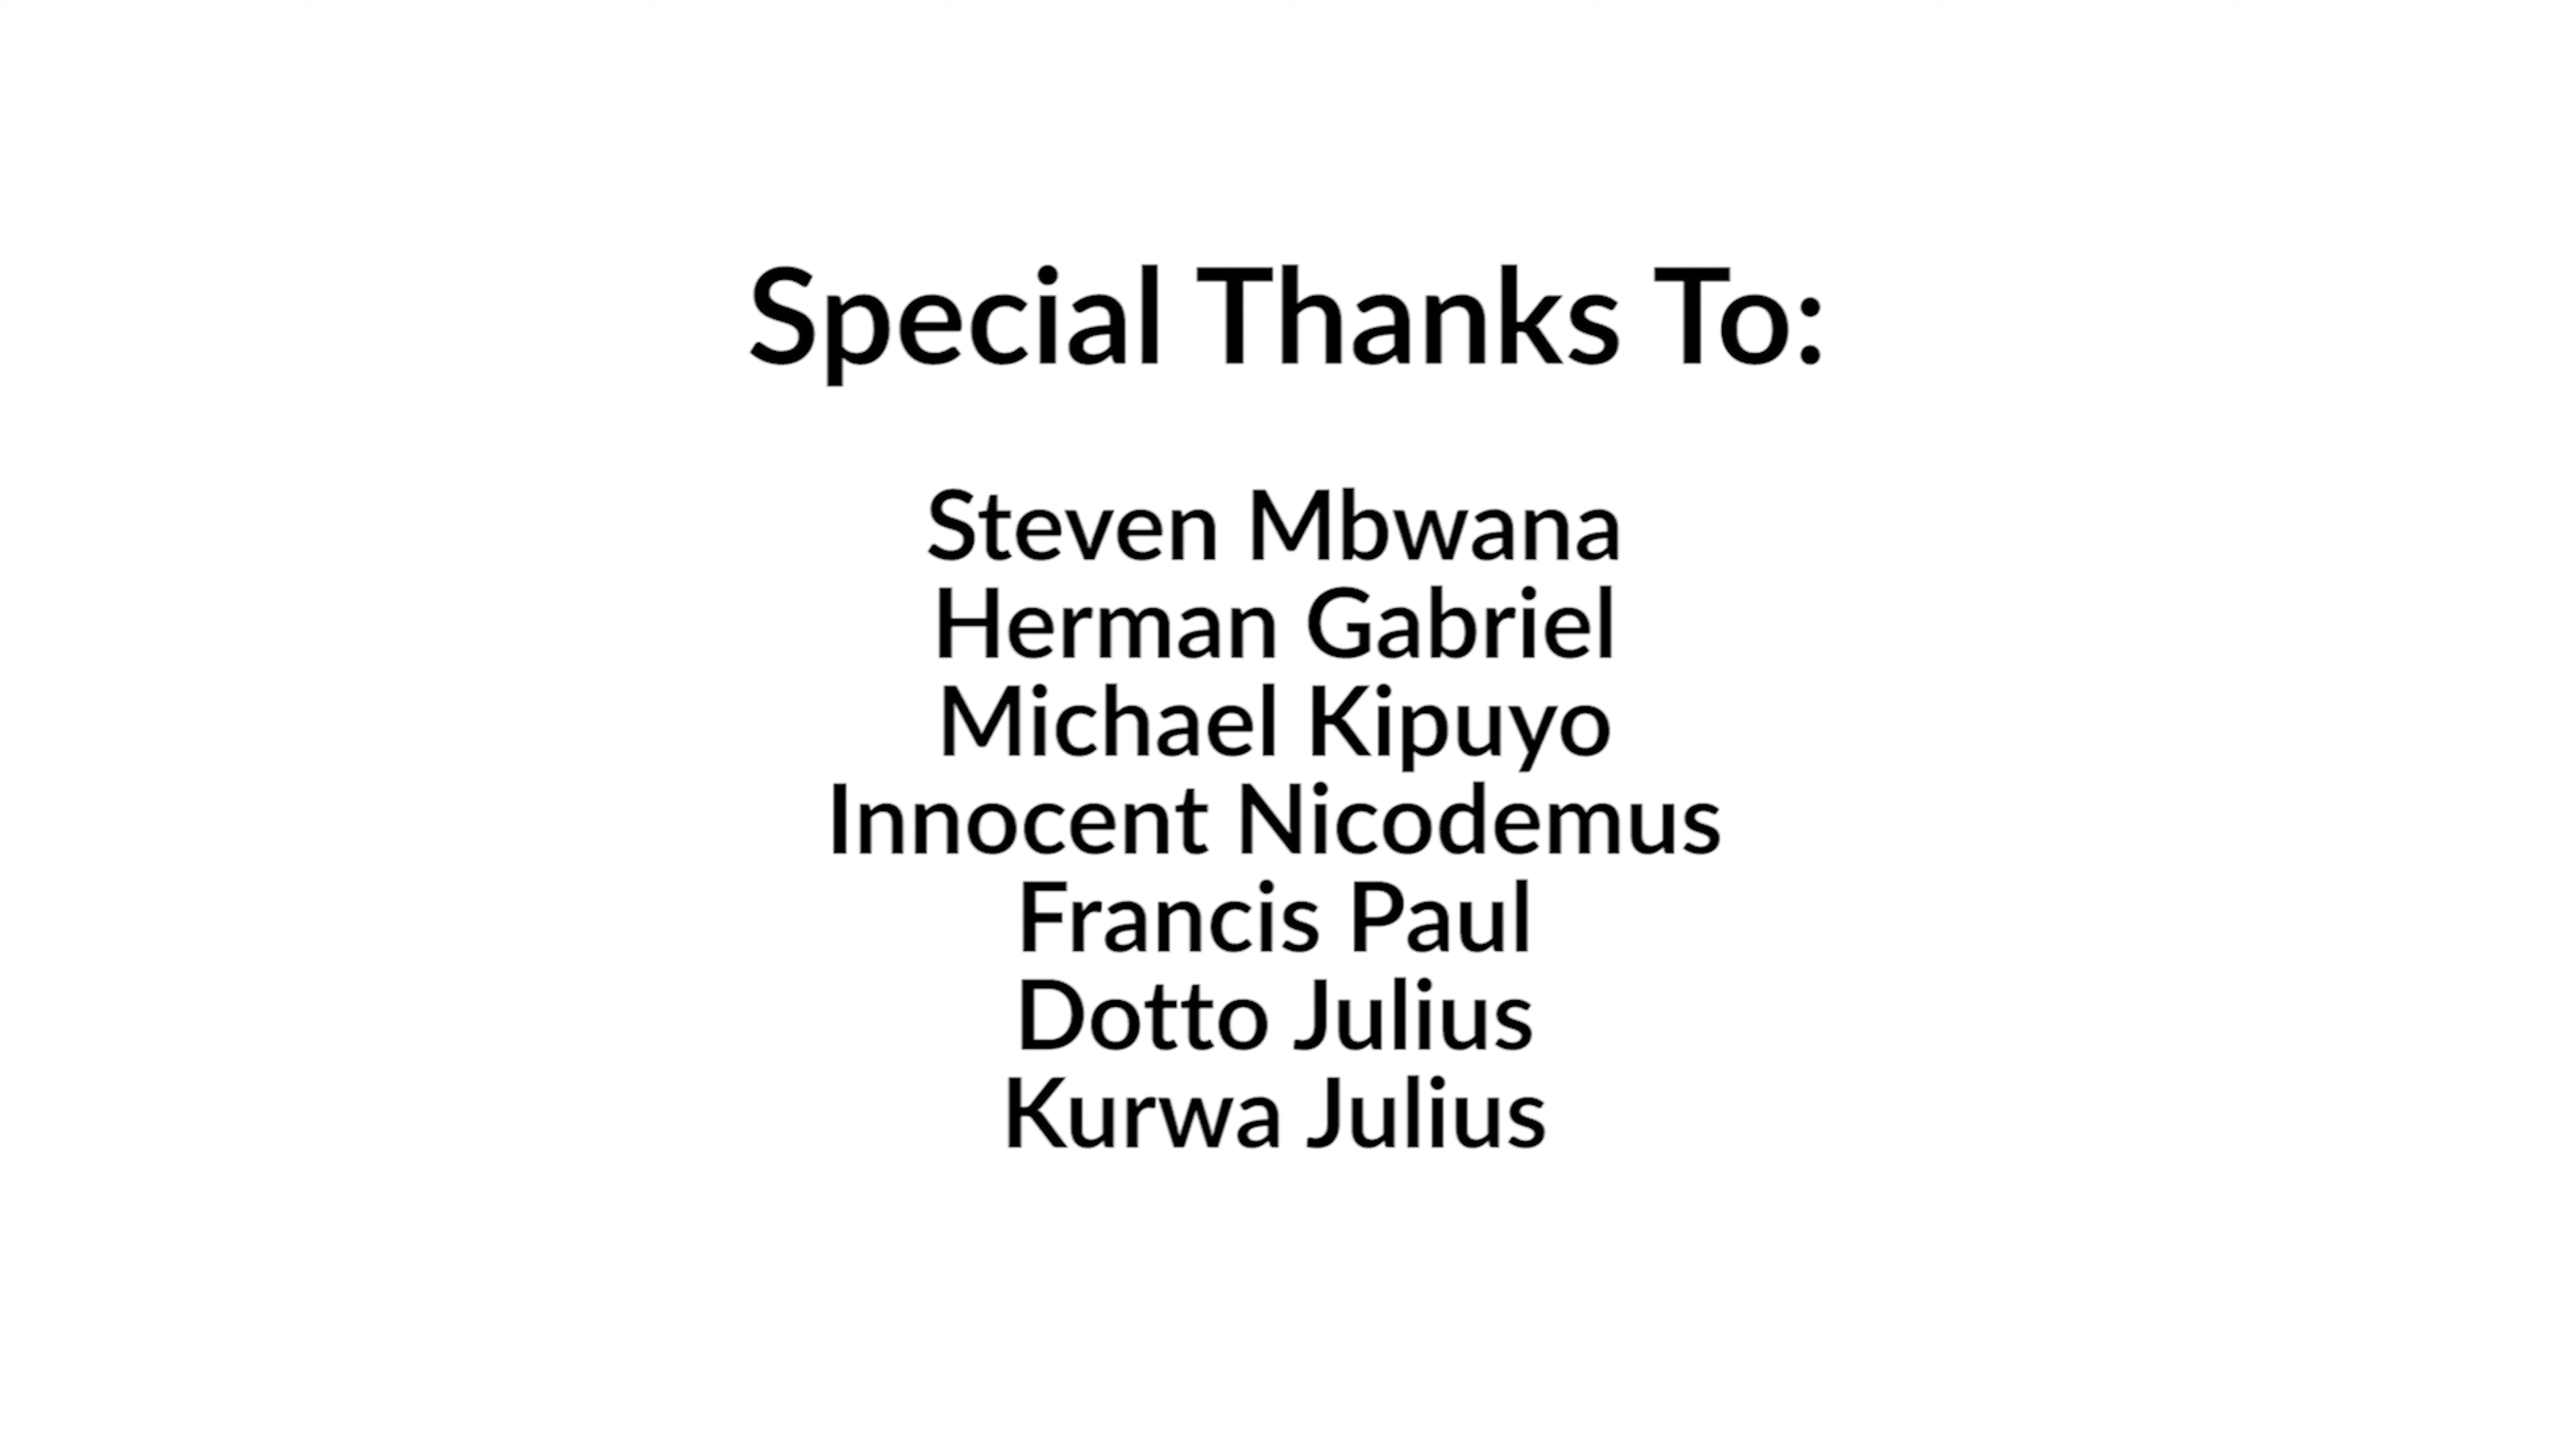 Special Thanks To:
Steven Mbwana
Herman Gabriel
Michael Kipuyo
Innocent Nicodemus
Francis Paul
Dotto Julius
Kurwa Julius